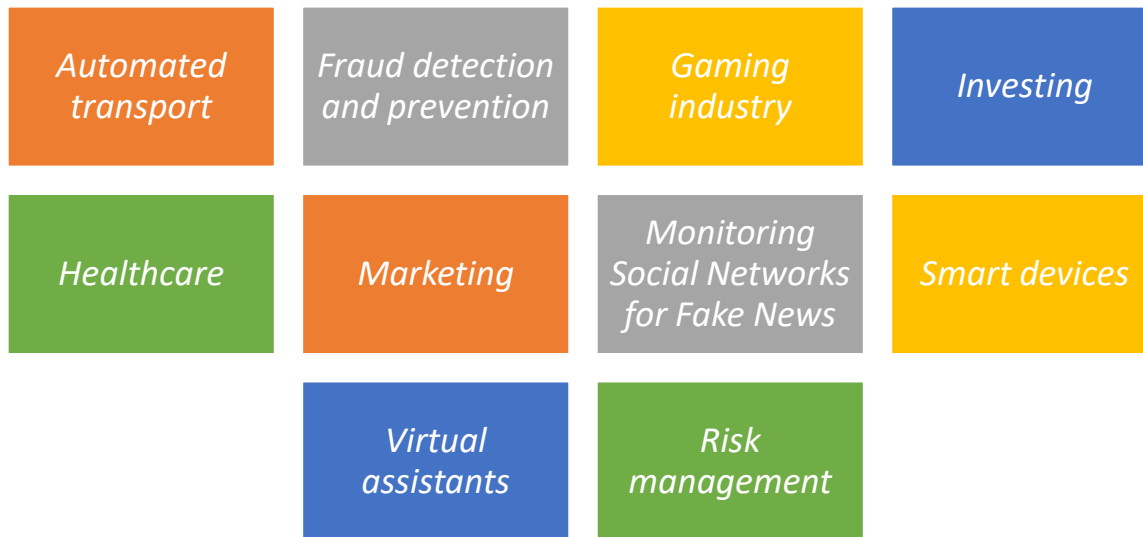 Automated
transport
Fraud detection
and prevention
Gaming
industry
Investing
Healthcare
Marketing
Monitoring
Social Networks
for Fake News
Smart devices
Virtual
assistants
Risk
management